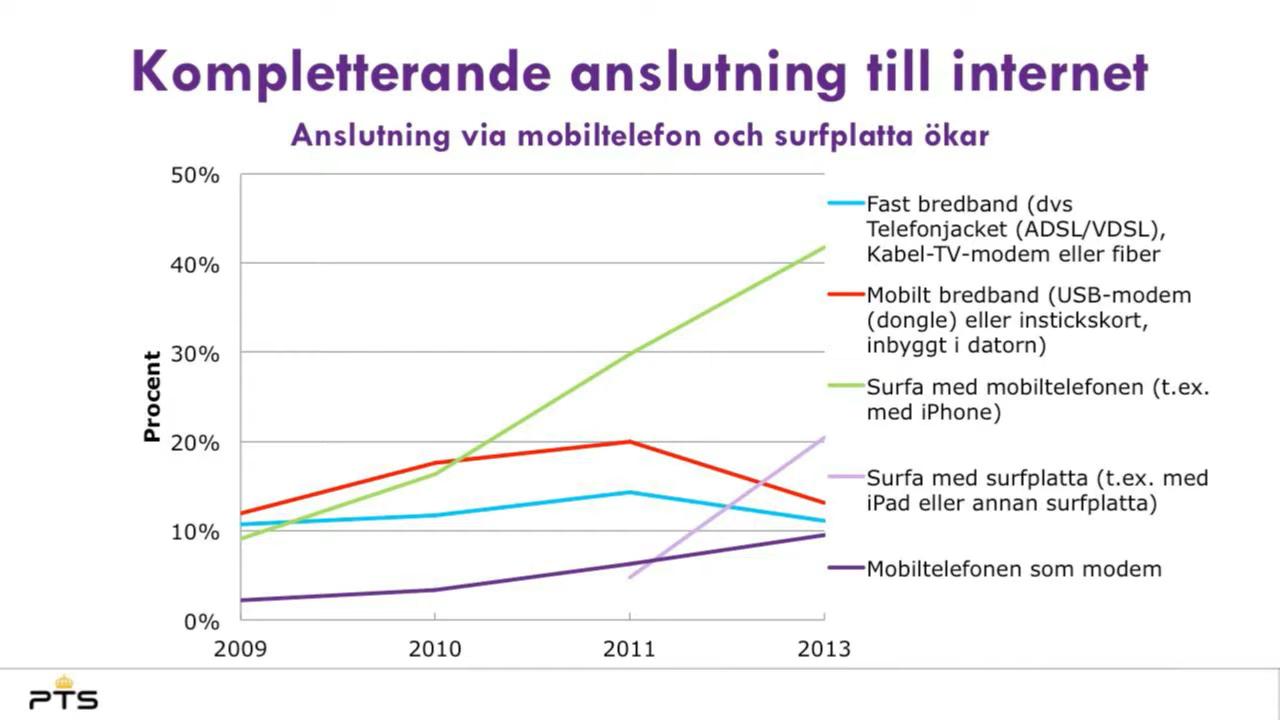 Kompletterande anslutning till internet
Anslutning via mobiltelefon och surfplatta ökar
50%
40%
30%
20%
10%
0%
Procent
2009
2010
2011
2013
Fast bredband (dvs
Telefonjacket (ADSL/VDSL),
Kabel-TV-modem eller fiber
Mobilt bredband (USB-modem
(dongle) eller instickskort,
inbyggt i datorn)
Surfa med mobiltelefonen (t.ex.
med iPhone)
Surfa med surfplatta (t.ex. med
iPad eller annan surfplatta)
Mobiltelefonen som modem
PTS